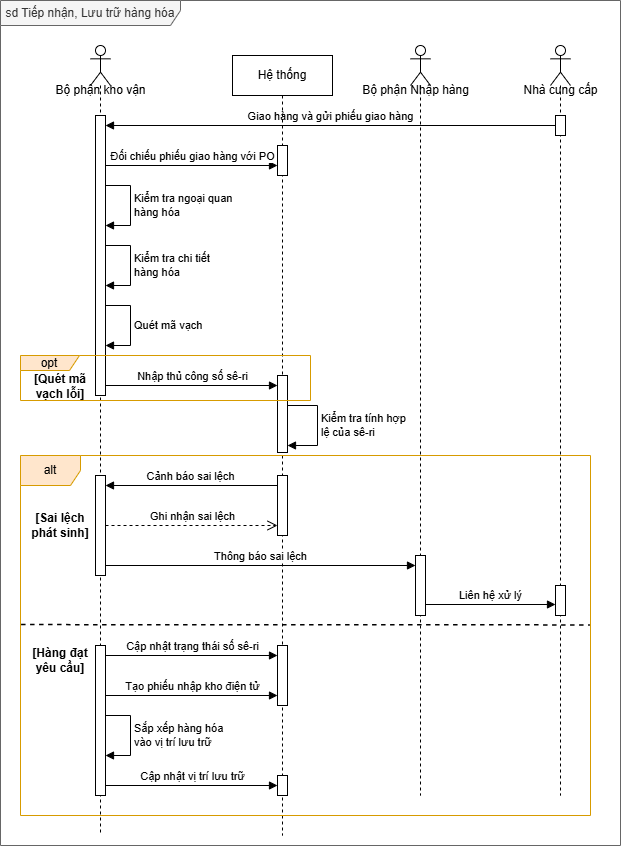 sd Tiếp nhận, Lưu trữ hàng hóa
Bộ phận kho vận
Hệ thống
Bộ phận Nhập hàng
Nhà cung cấp
Giao hàng và gửi phiếu giao hàng
Đối chiếu phiếu giao hàng với PO
Kiểm tra ngoại quan
hàng hóa
Kiểm tra chi tiết
hàng hóa
Quét mã vạch
opt
[Quét mã
vạch lỗi]
Nhập thủ công số sê-ri
Kiểm tra tính hợp
lệ của sê-ri
alt
Cảnh báo sai lệch
[Sai lệch
phát sinh]
Ghi nhận sai lệch
Thông báo sai lệch
Liên hệ xử lý
[Hàng đạt
yêu cầu]
Cập nhật trạng thái số sê-ri
Tạo phiếu nhập kho điện tử
Sắp xếp hàng hóa
vào vị trí lưu trữ
Cập nhật vị trí lưu trữ